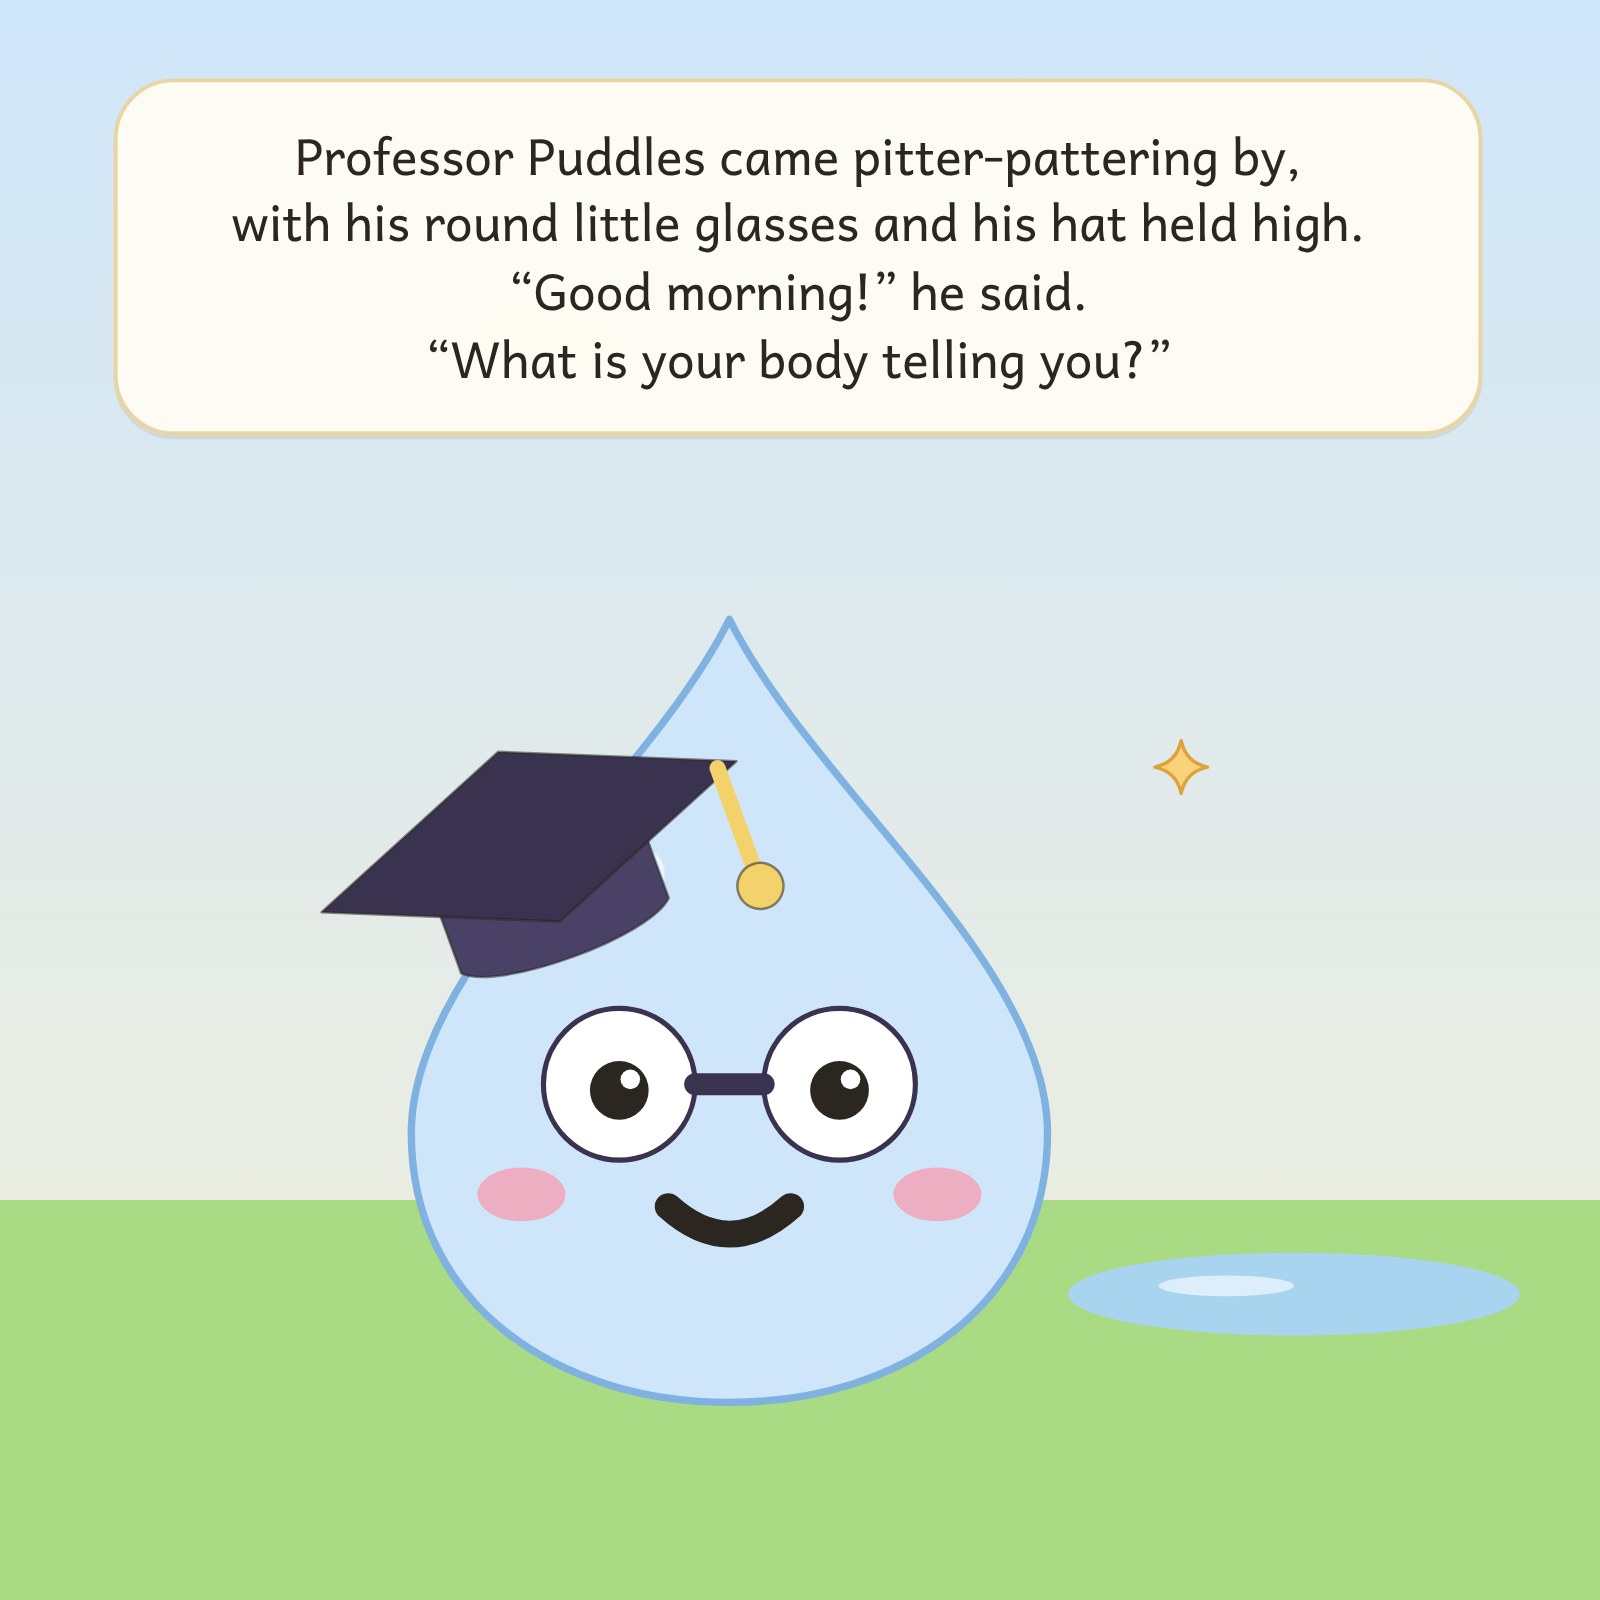 Professor Puddles came pitter-pattering by,
with his round little glasses and his hat held high.
“Good morning!” he said.
“What is your body telling you?”